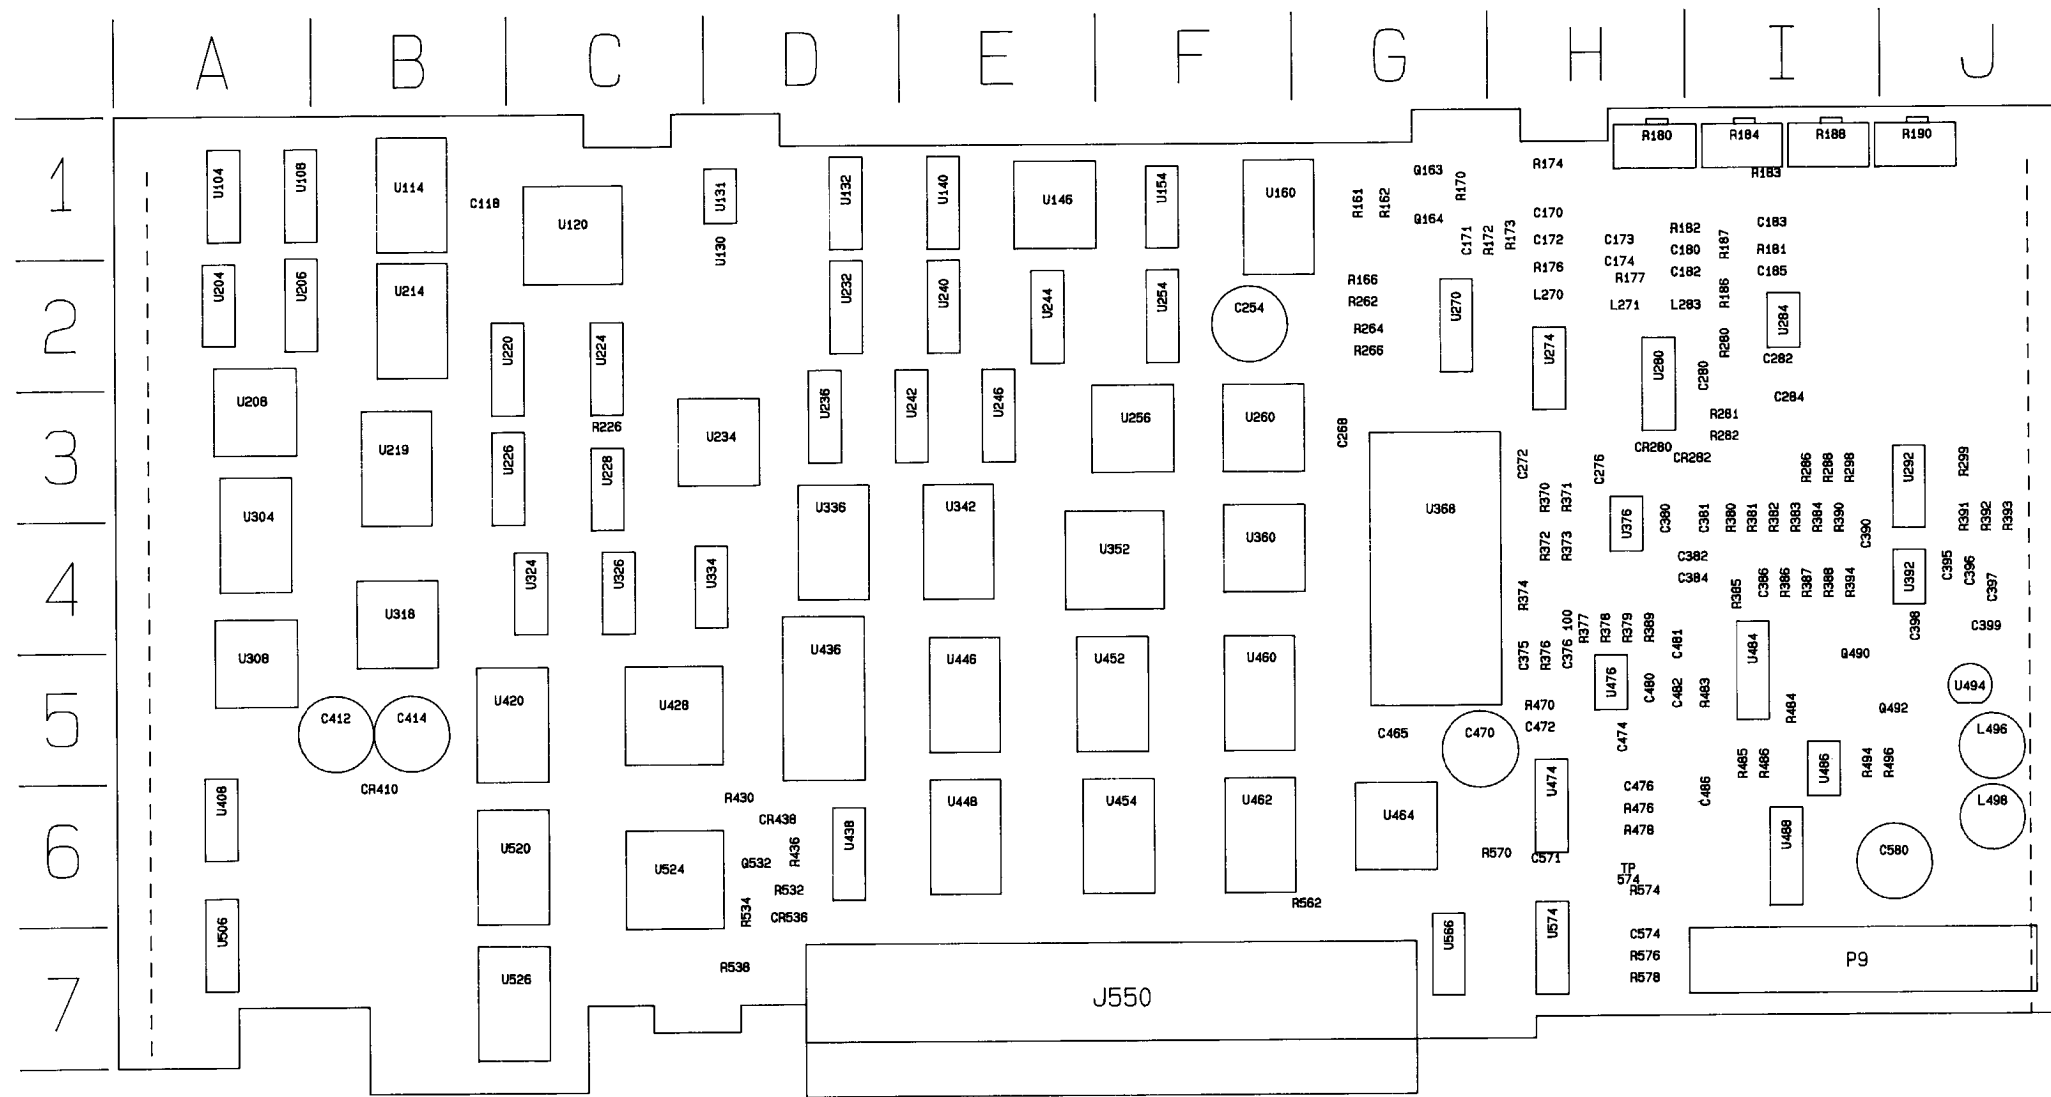 A B C D E F G H I J
1
2
3
4
5
6
7
R180 R184 R188 R190
U104 U108 U114 C118 U120 U131 U132 U140 U146 U154 U160 Q163 R170 R174 R183
R161 R162 Q164 C170
U130 C171 R172 R173 C172 C173 R182 R187 C183
C180 R181
U204 U206 U214 U232 U240 U244 U254 C254 R166 R176 C174 R177 C182 C185
R262 U270 L270 L271 L283 R186 U284
R264
R266
U220 U224 U274 U280 R280 C282
U208 U236 U242 U246 U256 U260 C280 C284
U219 R226 U234 C268 R281
R282
U226 U228 CR280 CR282
C272 C276 R286 R288 R298 U292 R299
U304 U336 U342 U352 U360 U368 R370 R371 U376 C380 C381 R380 R381 R382 R383 R384 R390 C390 R391 R392 R393
U324 U326 U334 R372 R373 C382 U392 C395 C396 C397
C384 R385 C386 R386 R387 R388 R394
U318 R374 100 C398 C399
U308 U436 U446 U452 U460 C375 R376 C376 R377 R378 R379 R389 C481 U484 Q490
U420 U428 U476 C480 C482 R483 R484 U494
C412 C414 R470 Q492
C465 C470 C472 C474 L496
CR410 R485 R486 U486 R494 R496
U408 R430 U448 U454 U462 U464 U474 C476 C486 L498
CR438 R476
U520 U524 Q532 R436 U438 R478 U488 C580
R570 C571
TP
574
R532 R574
R534 CR536 R562
U506 U566 U574 C574
U526 R538 R576 P9
R578
J550